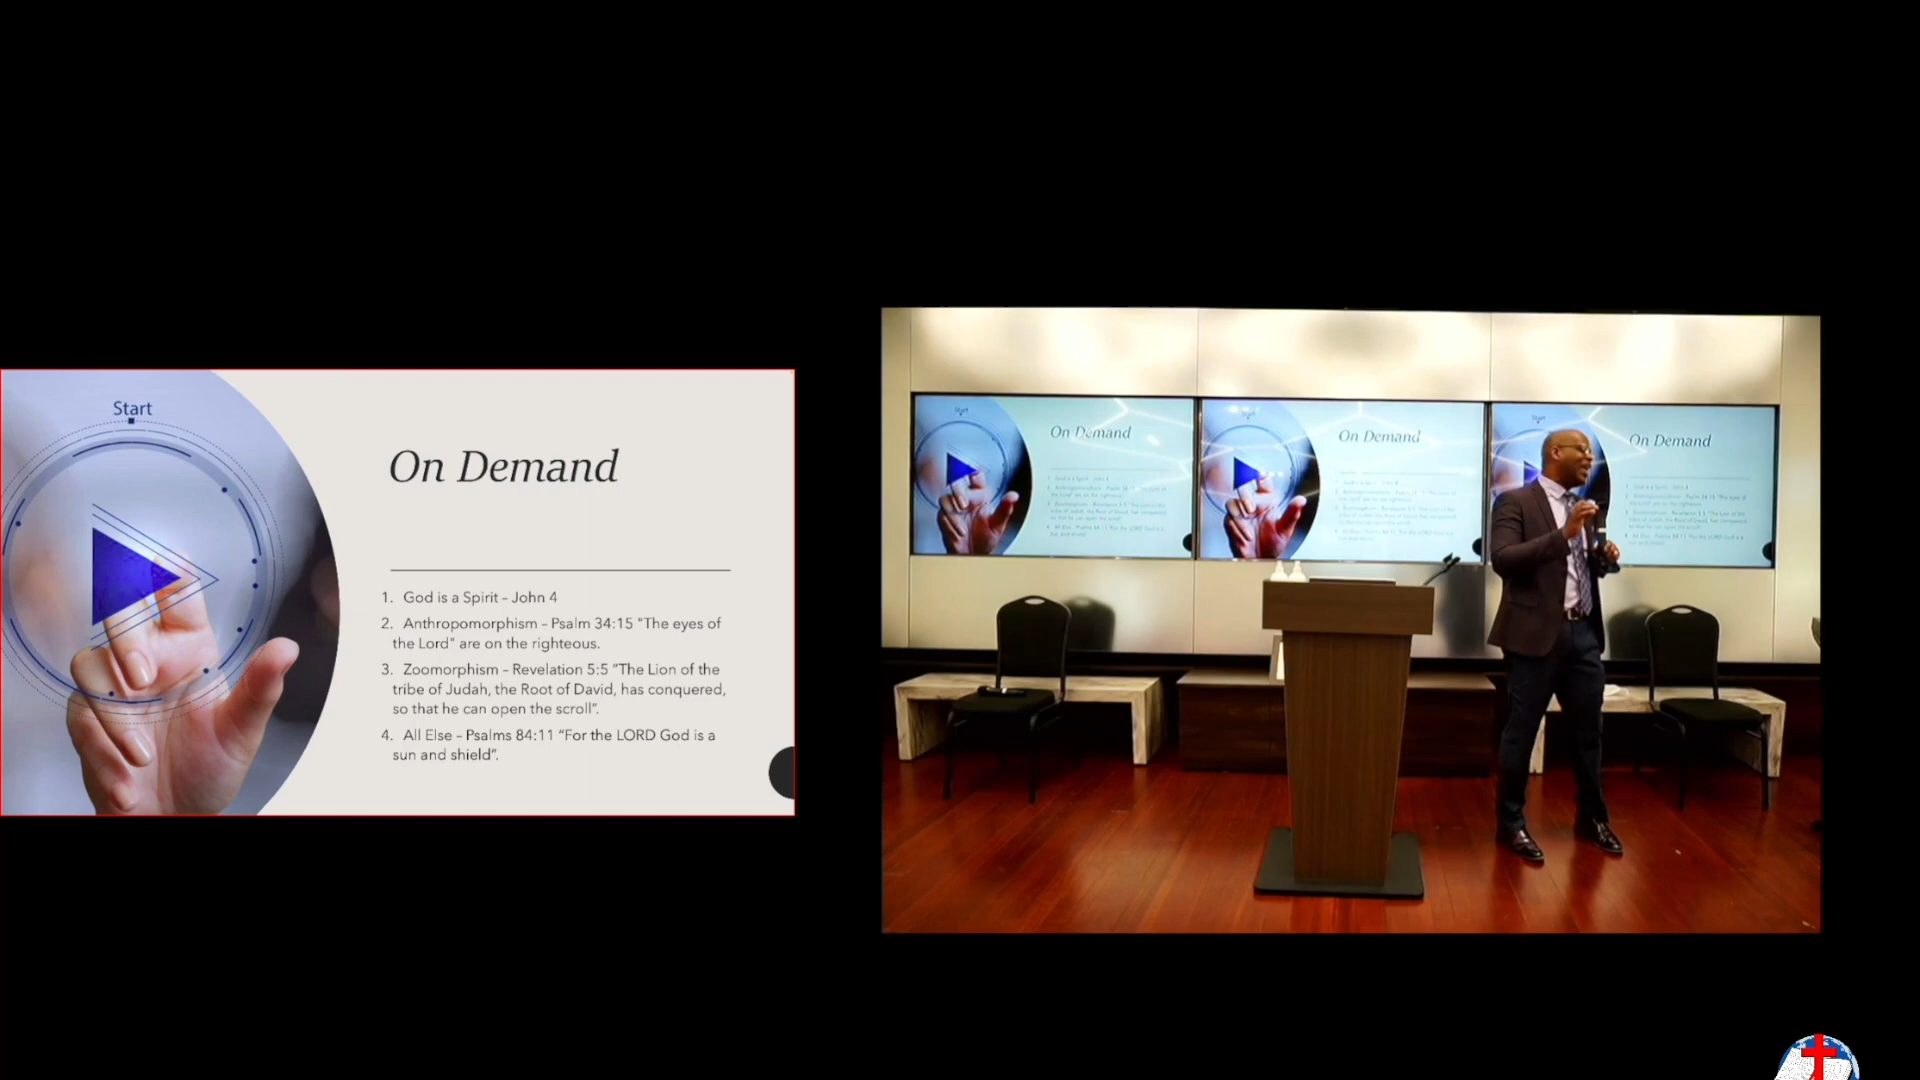 Start
On Demand
1. God is a Spirit – John 4
2. Anthropomorphism – Psalm 34:15 "The eyes of
the Lord" are on the righteous.
3. Zoomorphism – Revelation 5:5 “The Lion of the
tribe of Judah, the Root of David, has conquered,
so that he can open the scroll”.
4. All Else – Psalms 84:11 “For the LORD God is a
sun and shield”.
Start
On Demand
Start
On Demand
Start
On Demand